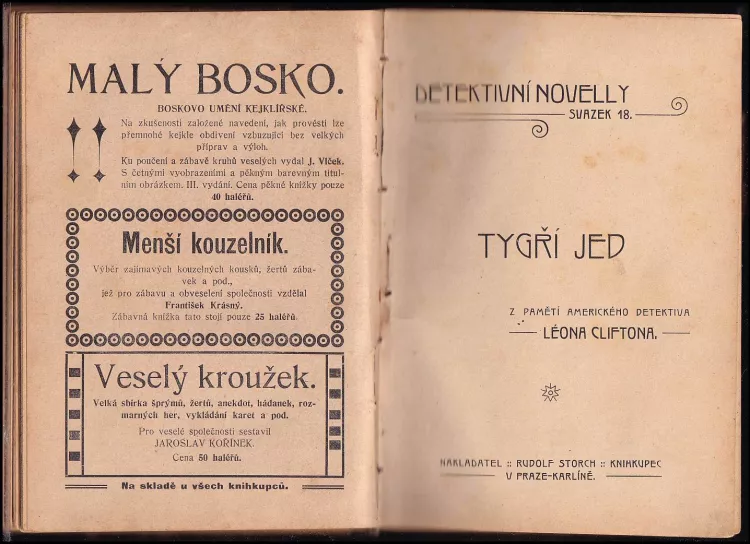 MALÝ BOSKO.
BOSKOVO UMĚNÍ KEJKLÍŘSKÉ.
Na zkušenosti založené navedení, jak provésti lze
přemnohé kejkle obdivení vzbuzující bez velkých
příprav a výloh.
Ku poučení a zábavě kruhů veselých vydal J. Vlček.
S četnými vyobrazeními a pěkným barevným titul-
ním obrázkem. III. vydání. Cena pěkné knížky pouze
40 haléřů.
Menší kouzelník.
Výběr zajímavých kouzelných kousků, žertů zába-
vek a pod.,
jež pro zábavu a obveselení společnosti vzdělal
František Krásný.
Zábavná knížka tato stojí pouze 25 haléřů.
Veselý kroužek.
Velká sbírka šprýmů, žertů, anekdot, hádanek, roz-
marných her, vykládání karet a pod.
Pro veselé společnosti sestavil
JAROSLAV KOŘÍNEK.
Cena 50 haléřů.
Na skladě u všech knihkupců.
DETEKTIVNÍ NOVELLY
SVAZEK 18.
TYGŘÍ JED
Z PAMĚTÍ AMERICKÉHO DETEKTIVA
LÉONA CLIFTONA.
NAKLADATEL :: RUDOLF STORCH :: KNIHKUPEC
V PRAZE-KARLÍNĚ.